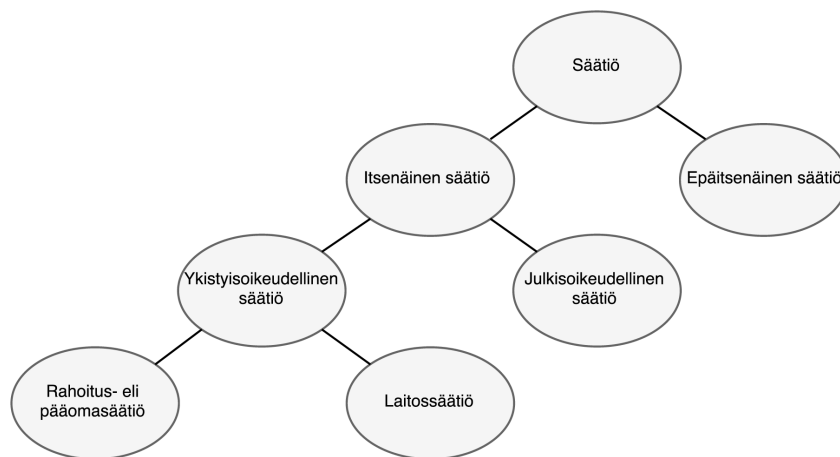 Säätiö
Itsenäinen säätiö
Epäitsenäinen säätiö
Ykistyisoikeudellinen
säätiö
Julkisoikeudellinen
säätiö
Rahoitus- eli
pääomasäätiö
Laitossäätiö